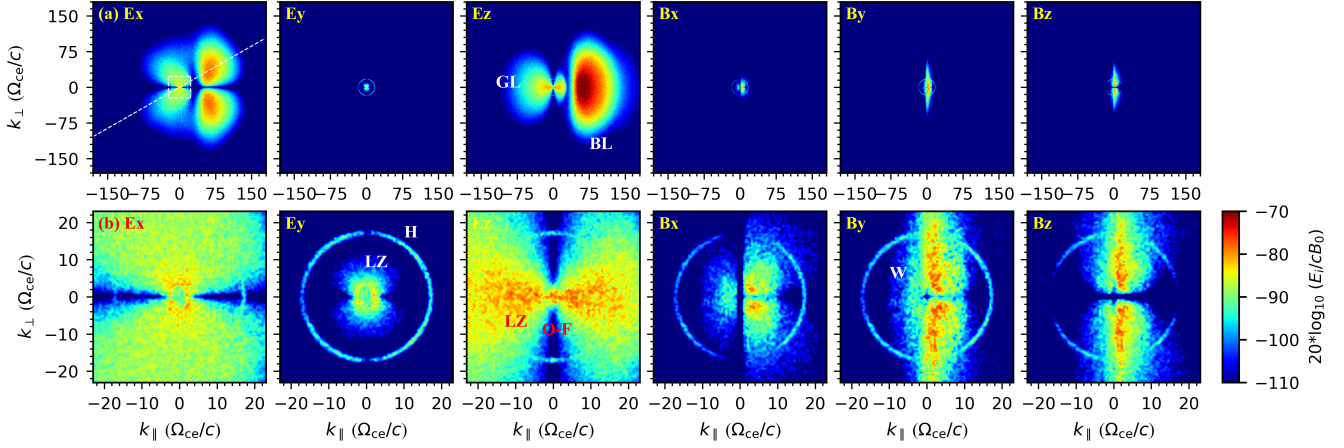 (a) Ex Ey Ez Bx By Bz
150
75
0
−75
−150
k⊥ (Ωce/c)
GL
BL
−150 −75 0 75 150 −150 −75 0 75 150 −150 −75 0 75 150 −150 −75 0 75 150 −150 −75 0 75 150 −150 −75 0 75 150
(b) Ex Ey Ez Bx By Bz
20
10
0
−10
−20
k⊥ (Ωce/c)
H
LZ
W
LZ
O-F
−20 −10 0 10 20 −20 −10 0 10 20 −20 −10 0 10 20 −20 −10 0 10 20 −20 −10 0 10 20 −20 −10 0 10 20
k∥ (Ωce/c) k∥ (Ωce/c) k∥ (Ωce/c) k∥ (Ωce/c) k∥ (Ωce/c) k∥ (Ωce/c)
−70
−80
−90
−100
−110
20*log10 (Ei/cB0)